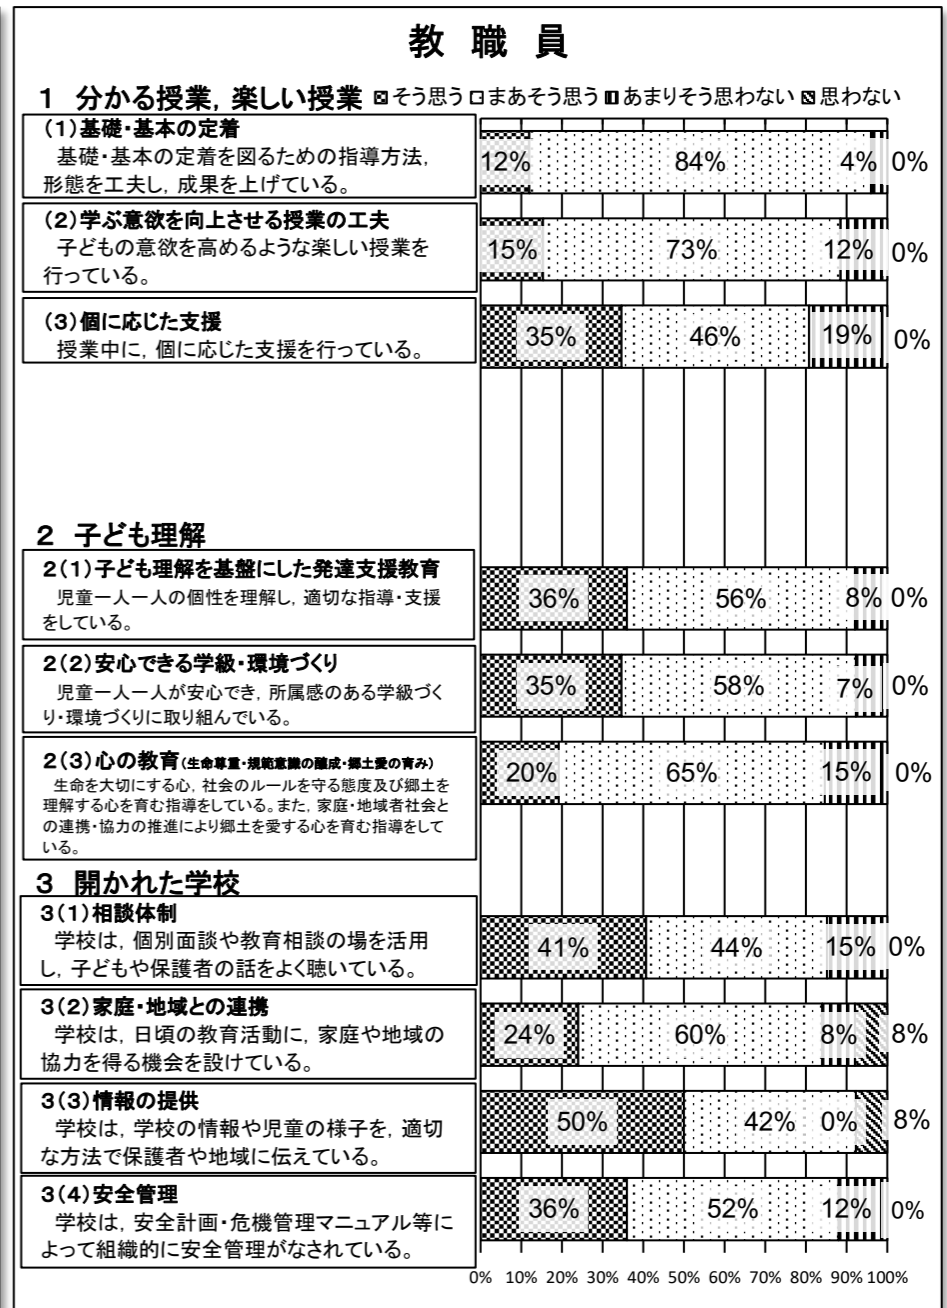 教 職 員
1 分かる授業，楽しい授業 そう思う まあそう思う あまりそう思わない 思わない
(1)基礎・基本の定着
基礎・基本の定着を図るための指導方法，
形態を工夫し，成果を上げている。
12% 84% 4% 0%
(2)学ぶ意欲を向上させる授業の工夫
子どもの意欲を高めるような楽しい授業を
行っている。
15% 73% 12% 0%
(3)個に応じた支援
授業中に，個に応じた支援を行っている。
35% 46% 19% 0%
2 子ども理解
2(1)子ども理解を基盤にした発達支援教育
児童一人一人の個性を理解し，適切な指導・支援
をしている。
36% 56% 8% 0%
2(2)安心できる学級・環境づくり
児童一人一人が安心でき，所属感のある学級づく
り・環境づくりに取り組んでいる。
35% 58% 7% 0%
2(3)心の教育(生命尊重・規範意識の醸成・郷土愛の育み)
生命を大切にする心，社会のルールを守る態度及び郷土を
理解する心を育む指導をしている。また，家庭・地域者社会と
の連携・協力の推進により郷土を愛する心を育む指導をして
いる。
20% 65% 15% 0%
3 開かれた学校
3(1)相談体制
学校は，個別面談や教育相談の場を活用
し，子どもや保護者の話をよく聴いている。
41% 44% 15% 0%
3(2)家庭・地域との連携
学校は，日頃の教育活動に，家庭や地域の
協力を得る機会を設けている。
24% 60% 8% 8%
3(3)情報の提供
学校は，学校の情報や児童の様子を，適切
な方法で保護者や地域に伝えている。
50% 42% 0% 8%
3(4)安全管理
学校は，安全計画・危機管理マニュアル等に
よって組織的に安全管理がなされている。
36% 52% 12% 0%
0% 10% 20% 30% 40% 50% 60% 70% 80% 90% 100%